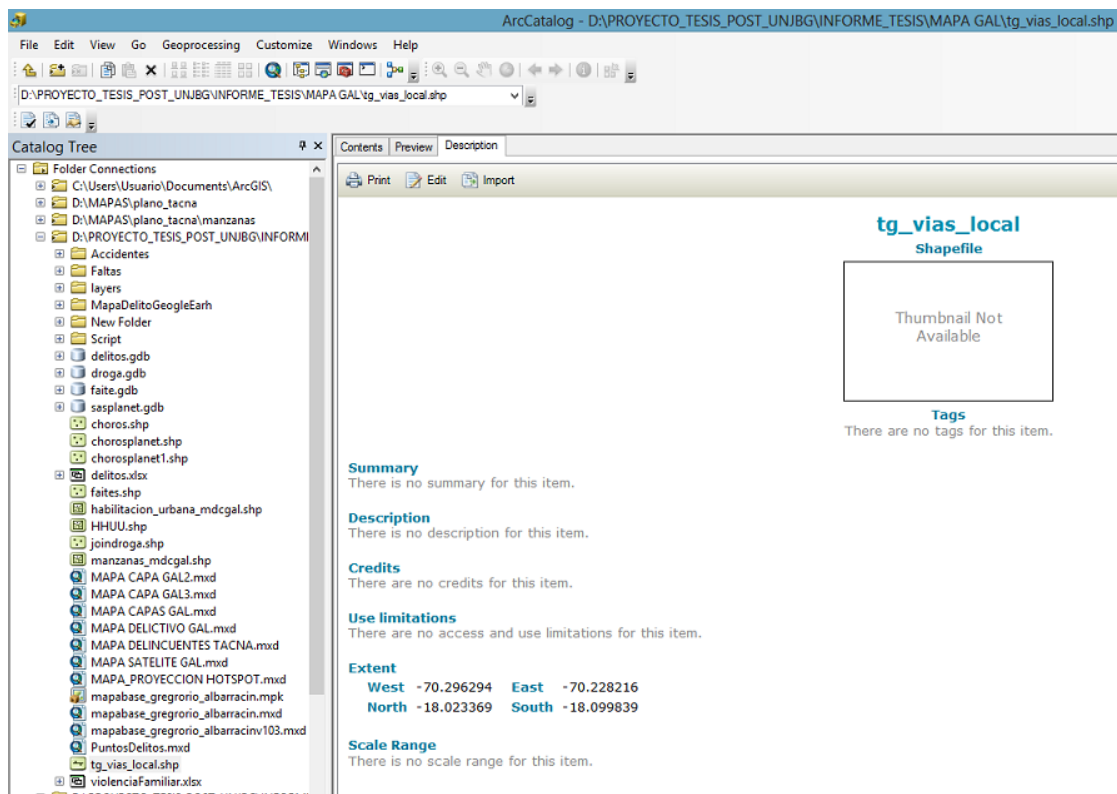 ArcCatalog - D:\PROYECTO_TESIS_POST_UNJBG\INFORME_TESIS\MAPA GAL\tg_vias_local.shp
File Edit View Go Geoprocessing Customize Windows Help
D:\PROYECTO_TESIS_POST_UNJBG\INFORME_TESIS\MAPA GAL\tg_vias_local.shp
Catalog Tree
Folder Connections
C:\Users\Usuario\Documents\ArcGIS\
D:\MAPAS\plano_tacna
D:\MAPAS\plano_tacna\manzanas
D:\PROYECTO_TESIS_POST_UNJBG\INFORMI
Accidentes
Faltas
layers
MapaDelitoGeogleEarh
New Folder
Script
delitos.gdb
droga.gdb
faite.gdb
sasplanet.gdb
choros.shp
chorosplanet.shp
chorosplanet1.shp
delitos.xlsx
faites.shp
habilitacion_urbana_mdcgal.shp
HHUU.shp
joindroga.shp
manzanas_mdcgal.shp
MAPA CAPA GAL2.mxd
MAPA CAPA GAL3.mxd
MAPA CAPAS GAL.mxd
MAPA DELICTIVO GAL.mxd
MAPA DELINCUENTES TACNA.mxd
MAPA SATELITE GAL.mxd
MAPA_PROYECCION HOTSPOT.mxd
mapabase_gregrorio_albarracin.mpk
mapabase_gregrorio_albarracin.mxd
mapabase_gregrorio_albarracinv103.mxd
PuntosDelitos.mxd
tg_vias_local.shp
violenciaFamiliar.xlsx
Contents Preview Description
Print Edit Import
tg_vias_local
Shapefile
Thumbnail Not
Available
Tags
There are no tags for this item.
Summary
There is no summary for this item.
Description
There is no description for this item.
Credits
There are no credits for this item.
Use limitations
There are no access and use limitations for this item.
Extent
West -70.296294 East -70.228216
North -18.023369 South -18.099839
Scale Range
There is no scale range for this item.